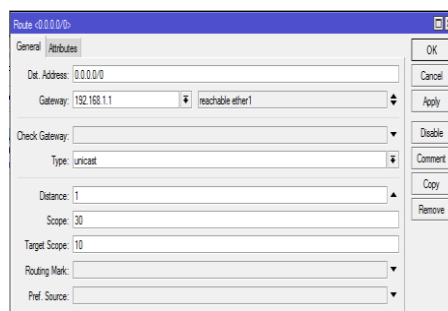 Route <0.0.0.0/0>
General Attributes
OK
Dst. Address: 0.0.0.0/0
Cancel
Gateway: 192.168.1.1 reachable ether1
Apply
Check Gateway:
Disable
Type: unicast
Comment
Copy
Distance: 1
Remove
Scope: 30
Target Scope: 10
Routing Mark:
Pref. Source: